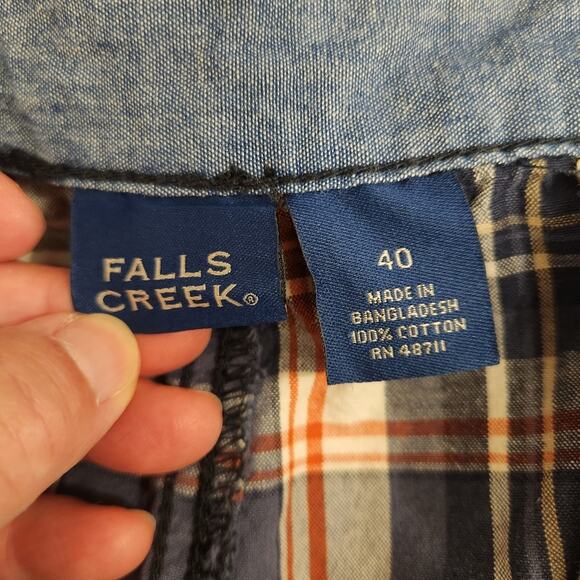 FALLS
CREEK®
40
MADE IN
BANGLADESH
100% COTTON
RN 48711